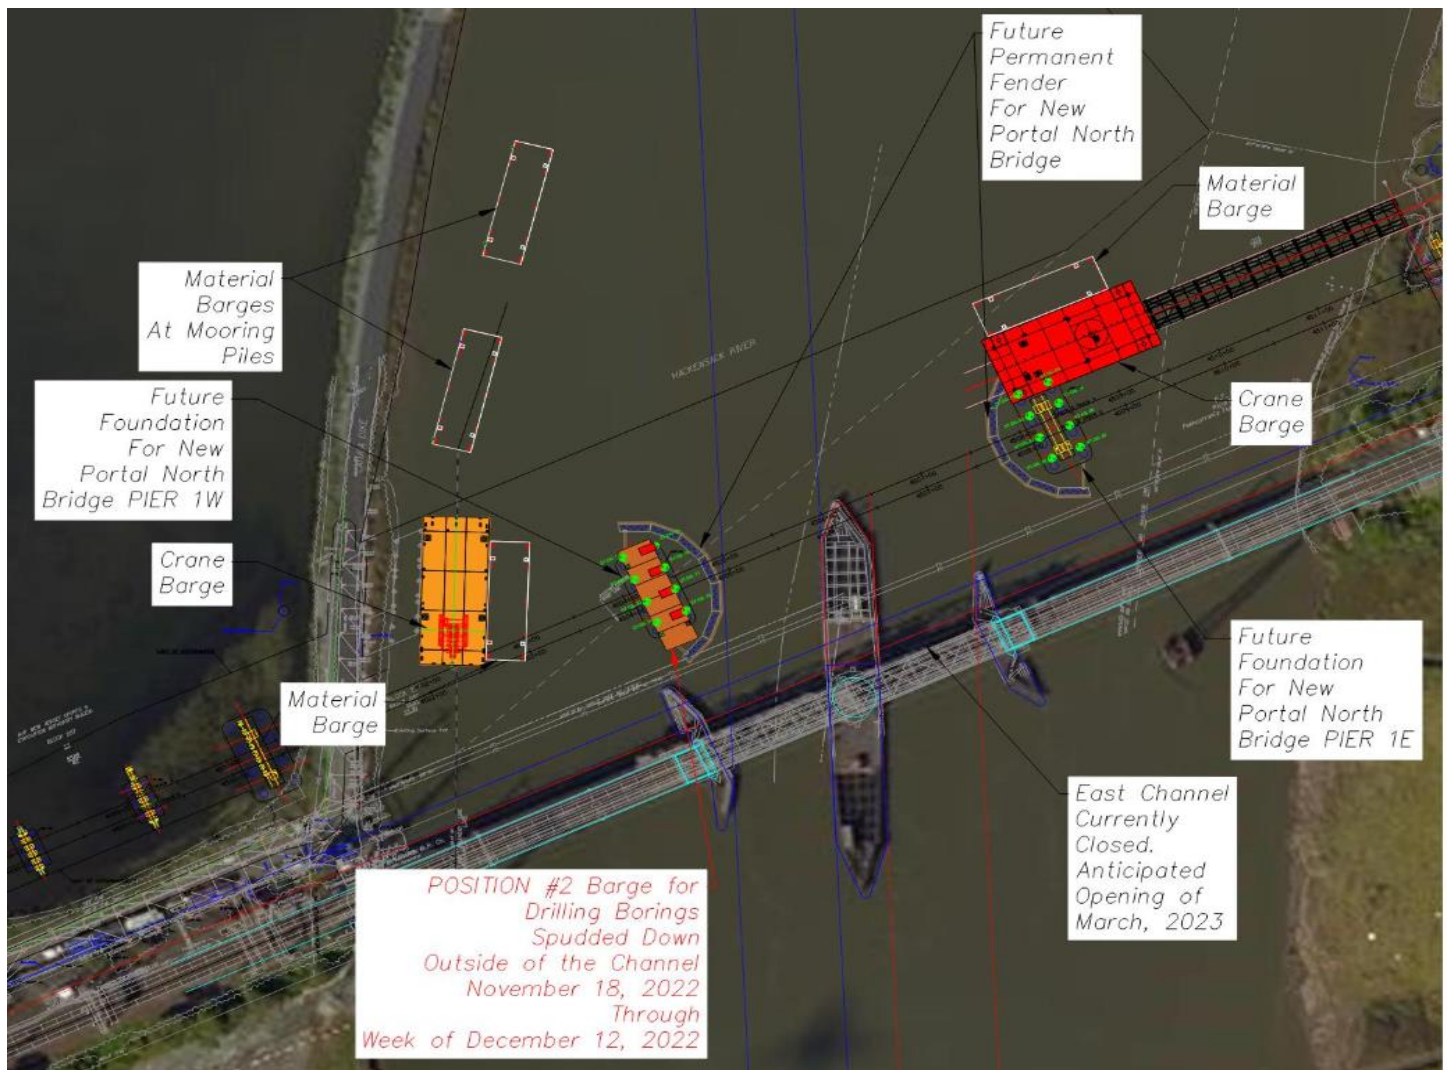 Future
Permanent
Fender
For New
Portal North
Bridge
Material
Barge
Material
Barges
At Mooring
Piles
HACKENSACK RIVER
Future
Foundation
For New
Portal North
Bridge PIER 1W
Crane
Barge
Crane
Barge
Material
Barge
Future
Foundation
For New
Portal North
Bridge PIER 1E
East Channel
Currently
Closed.
Anticipated
Opening of
March, 2023
POSITION #2 Barge for
Drilling Borings
Spudded Down
Outside of the Channel
November 18, 2022
Through
Week of December 12, 2022